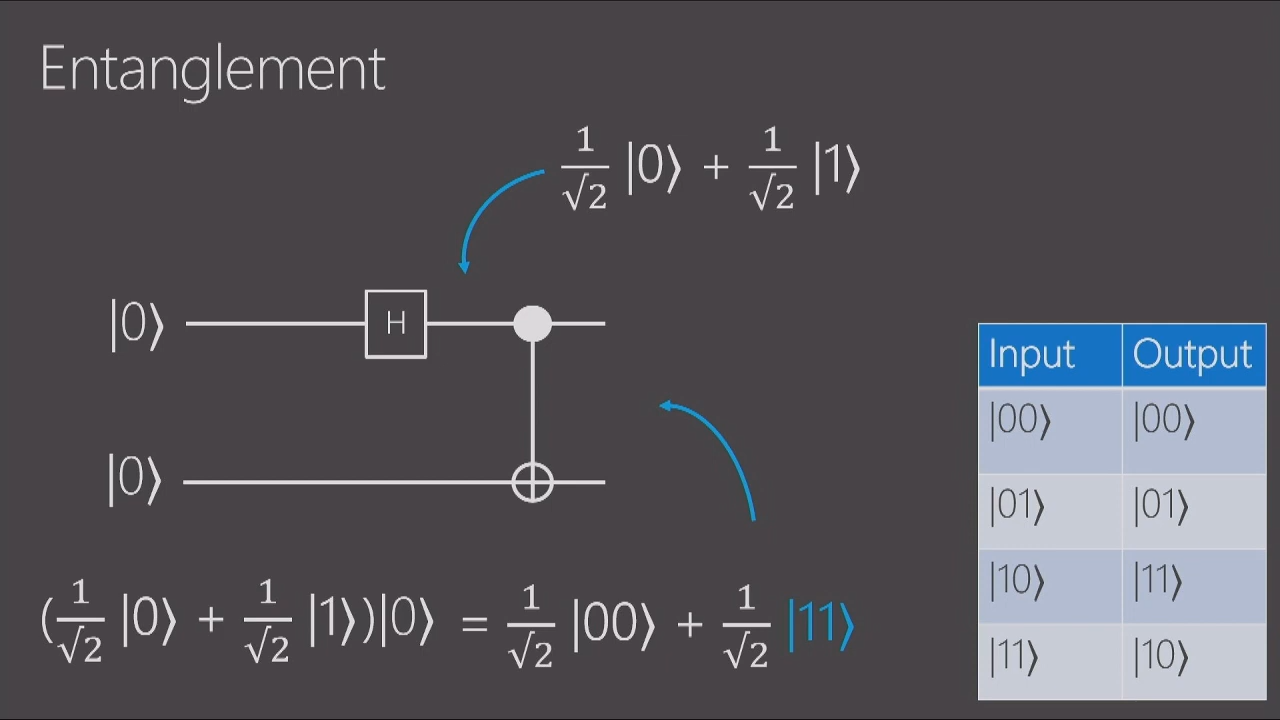 Entanglement
1/√2 |0⟩ + 1/√2 |1⟩
|0⟩ H
|0⟩
(1/√2 |0⟩ + 1/√2 |1⟩)|0⟩ = 1/√2 |00⟩ + 1/√2 |11⟩
Input Output
|00⟩ |00⟩
|01⟩ |01⟩
|10⟩ |11⟩
|11⟩ |10⟩